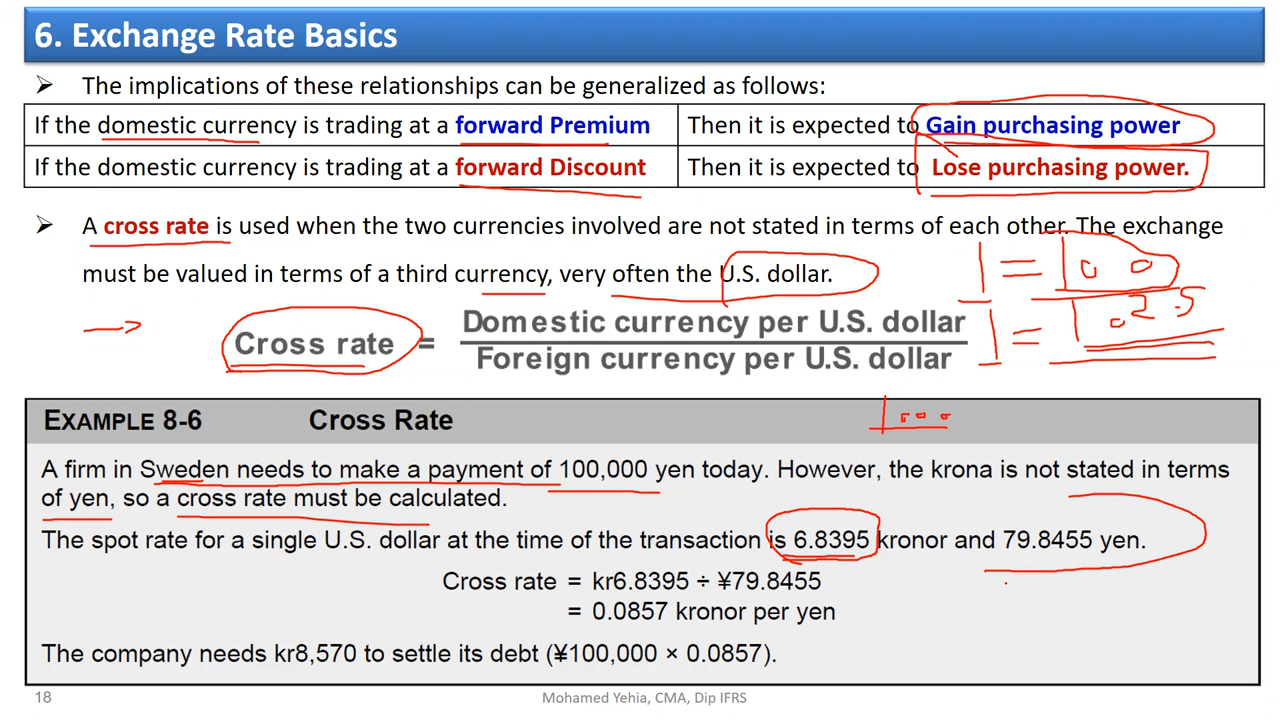 6. Exchange Rate Basics
➢ The implications of these relationships can be generalized as follows:
If the domestic currency is trading at a forward Premium Then it is expected to Gain purchasing power
If the domestic currency is trading at a forward Discount Then it is expected to Lose purchasing power.
➢ A cross rate is used when the two currencies involved are not stated in terms of each other. The exchange
must be valued in terms of a third currency, very often the U.S. dollar.
1 = 100
1 = 1.25
Cross rate = Domestic currency per U.S. dollar
Foreign currency per U.S. dollar
EXAMPLE 8-6 Cross Rate
1000
A firm in Sweden needs to make a payment of 100,000 yen today. However, the krona is not stated in terms
of yen, so a cross rate must be calculated.
The spot rate for a single U.S. dollar at the time of the transaction is 6.8395 kronor and 79.8455 yen.
Cross rate = kr6.8395 ÷ ¥79.8455
= 0.0857 kronor per yen
The company needs kr8,570 to settle its debt (¥100,000 × 0.0857).
18 Mohamed Yehia, CMA, Dip IFRS